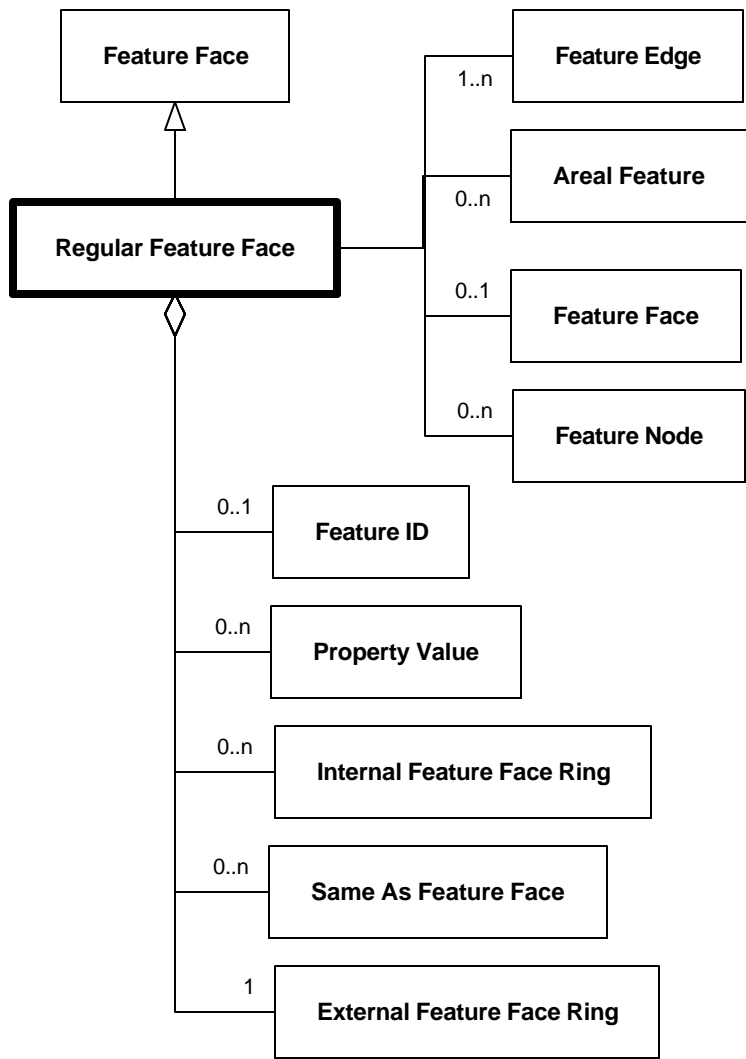 Feature Face
Feature Edge
1..n
Areal Feature
0..n
Regular Feature Face
0..1
Feature Face
0..n
Feature Node
0..1
Feature ID
0..n
Property Value
0..n
Internal Feature Face Ring
0..n
Same As Feature Face
1
External Feature Face Ring